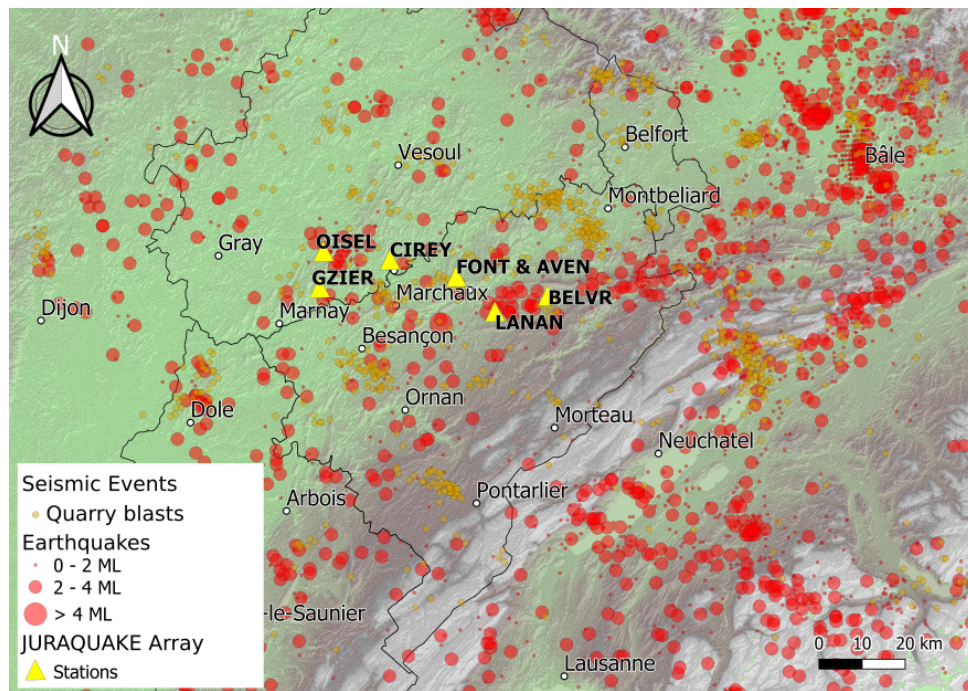 N
Belfort
Bâle
Vesoul
Montbeliard
OISEL
CIREY
Gray
FONT & AVEN
GZIER
Marchaux
BELVR
Dijon
Marnay
LANAN
Besançon
Ornan
Dole
Morteau
Neuchatel
Seismic Events
Quarry blasts
Earthquakes
0 - 2 ML
2 - 4 ML
> 4 ML
JURAQUAKE Array
Stations
Arbois
Pontarlier
-le-Saunier
Lausanne
0 10 20 km